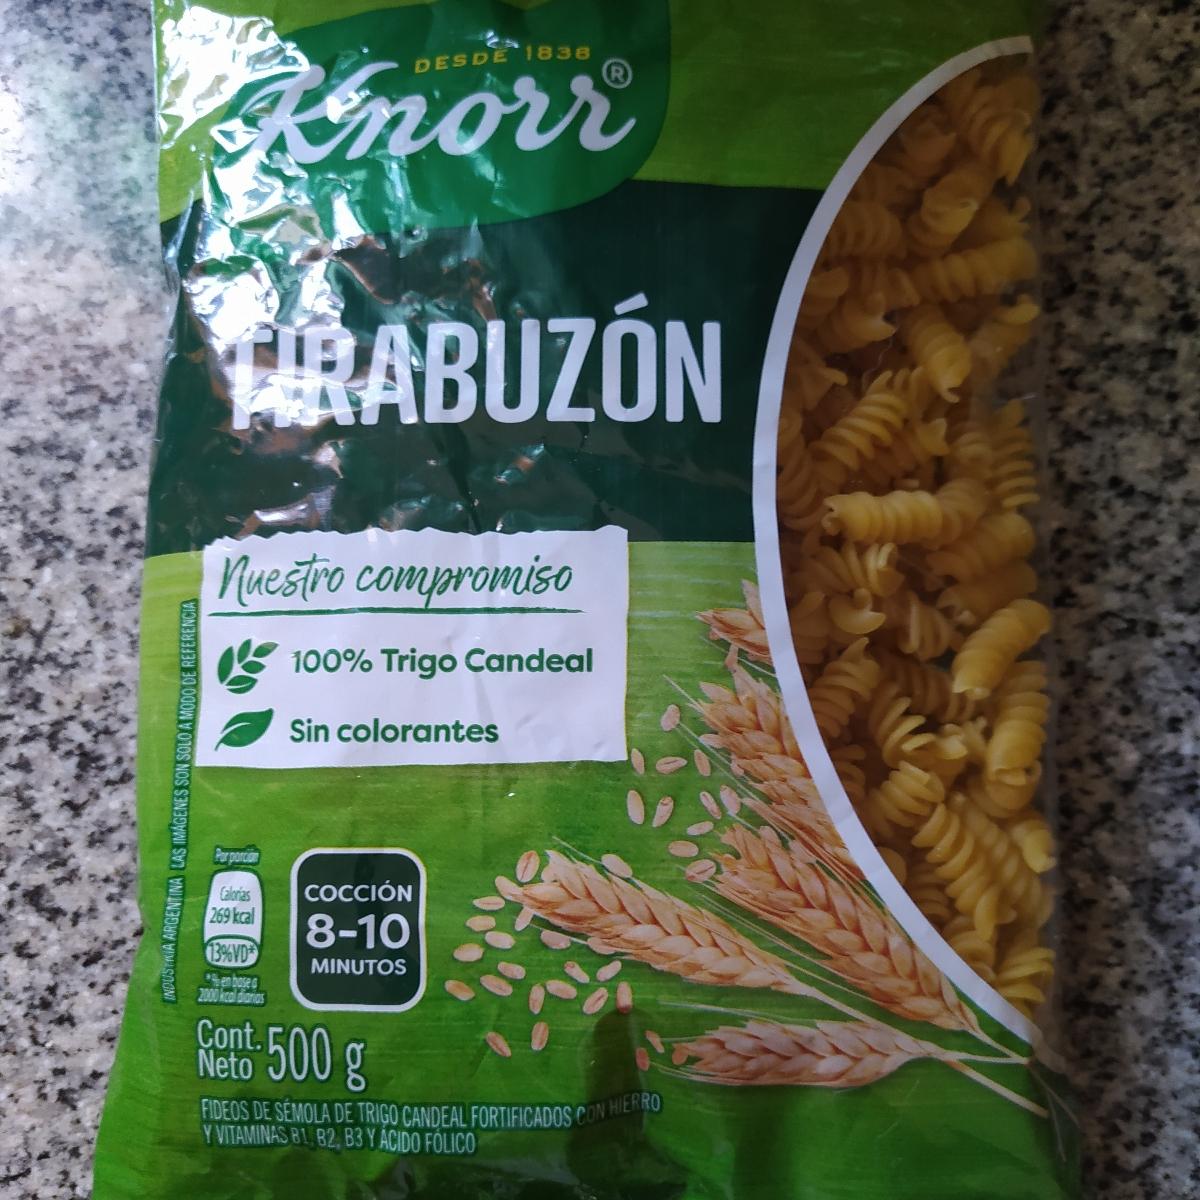 DESDE 1838
Knorr®
TIRABUZÓN
Nuestro compromiso
100% Trigo Candeal
Sin colorantes
INDUSTRIA ARGENTINA LAS IMÁGENES SON SOLO A MODO DE REFERENCIA
Por porción
Calorías
269 kcal
13%VD*
*% en base a
2000 kcal diarias
COCCIÓN
8-10
MINUTOS
Cont.
Neto 500 g
FIDEOS DE SÉMOLA DE TRIGO CANDEAL FORTIFICADOS CON HIERRO
Y VITAMINAS B1, B2, B3 Y ÁCIDO FÓLICO